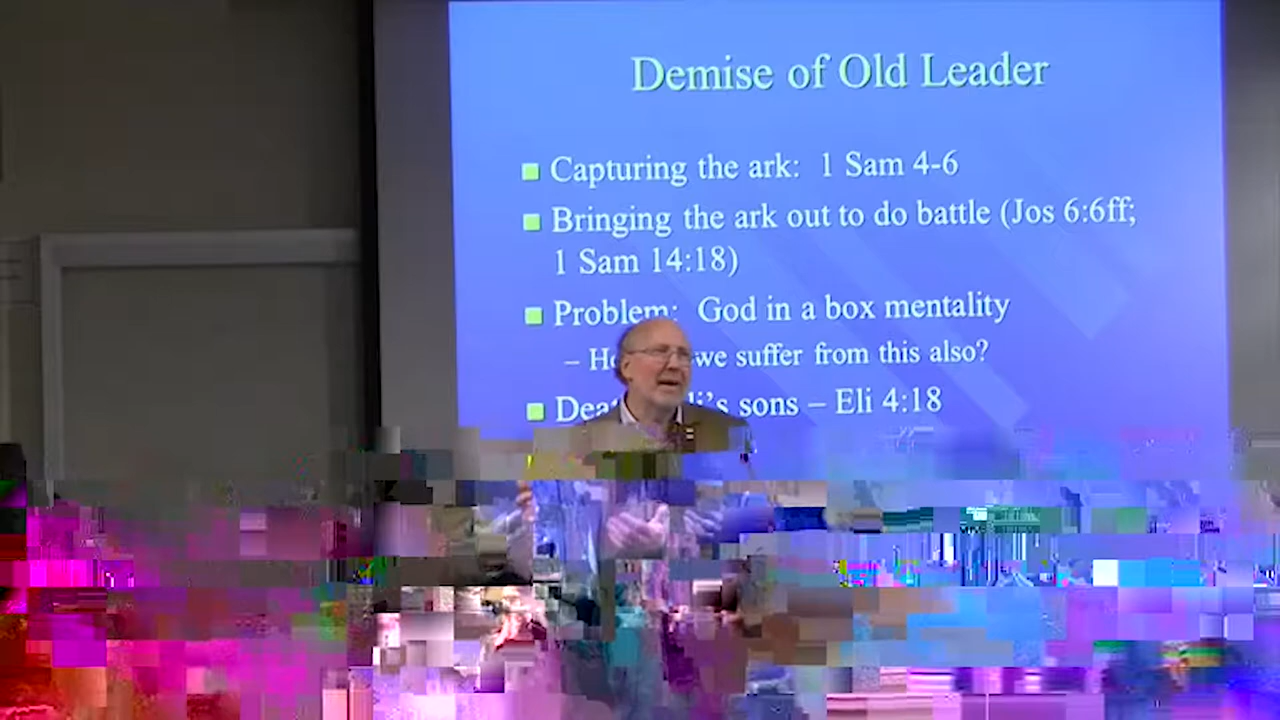 Demise of Old Leader
■ Capturing the ark: 1 Sam 4-6
■ Bringing the ark out to do battle (Jos 6:6ff;
1 Sam 14:18)
■ Problem: God in a box mentality
– we suffer from this also?
■ sons – Eli 4:18